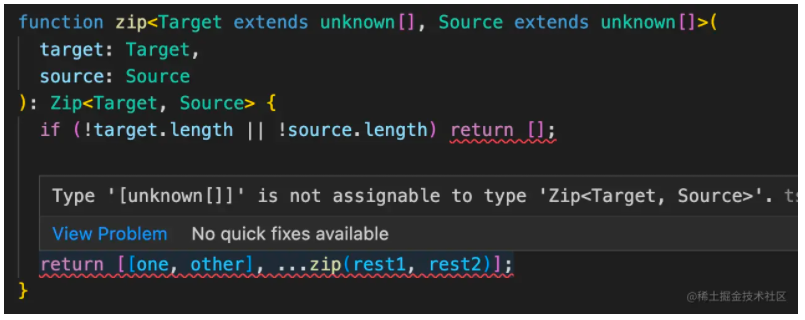 function zip<Target extends unknown[], Source extends unknown[]>(
target: Target,
source: Source
): Zip<Target, Source> {
if (!target.length || !source.length) return [];
Type '[unknown[]]' is not assignable to type 'Zip<Target, Source>'. ts
View Problem No quick fixes available
return [[one, other], ...zip(rest1, rest2)];
}
@稀土掘金技术社区